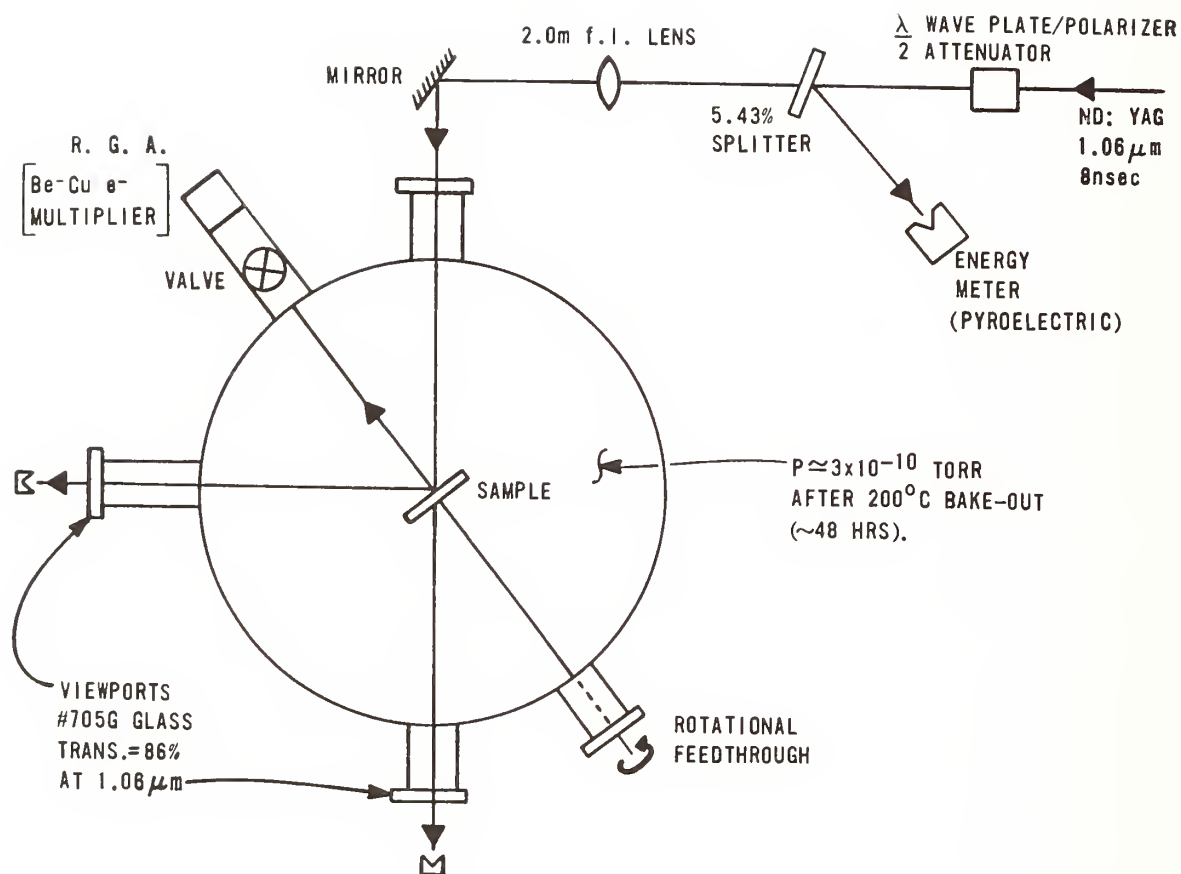 λ/2 WAVE PLATE/POLARIZER
ATTENUATOR
2.0m f.l. LENS
MIRROR
5.43%
SPLITTER
ND: YAG
1.06μm
8nsec
R. G. A.
Be-Cu e-
MULTIPLIER
VALVE
ENERGY
METER
(PYROELECTRIC)
SAMPLE
P≃3x10⁻¹⁰ TORR
AFTER 200°C BAKE-OUT
(~48 HRS).
VIEWPORTS
#705G GLASS
TRANS.=86%
AT 1.06μm
ROTATIONAL
FEEDTHROUGH